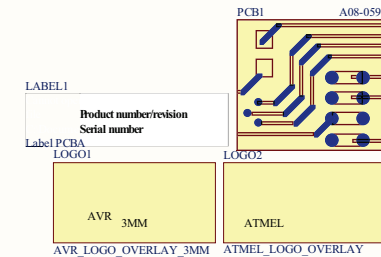 PCB1 A08-059
LABEL1
Product number/revision
Serial number
Label PCBA
LOGO1 LOGO2
AVR 3MM ATMEL
AVR_LOGO_OVERLAY_3MM ATMEL_LOGO_OVERLAY